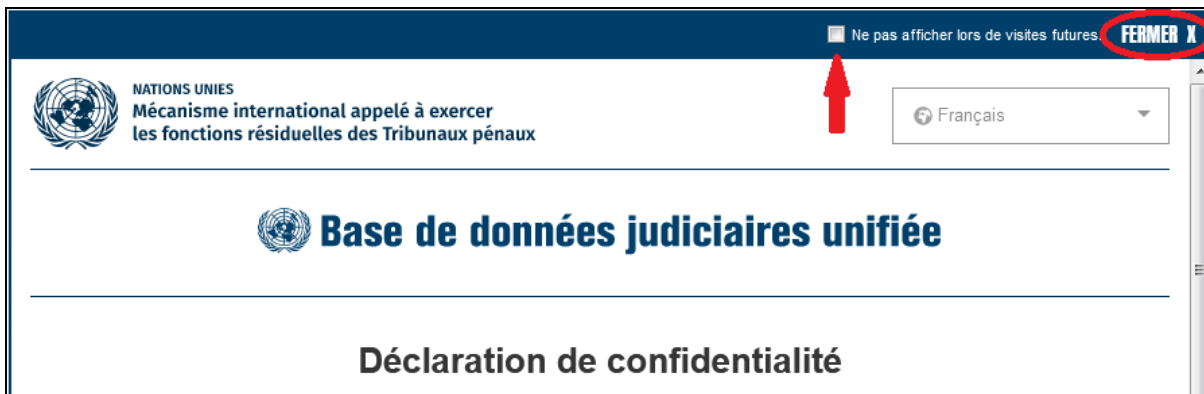 Ne pas afficher lors de visites futures. FERMER X
NATIONS UNIES
Mécanisme international appelé à exercer
les fonctions résiduelles des Tribunaux pénaux
Français
Base de données judiciaires unifiée
Déclaration de confidentialité